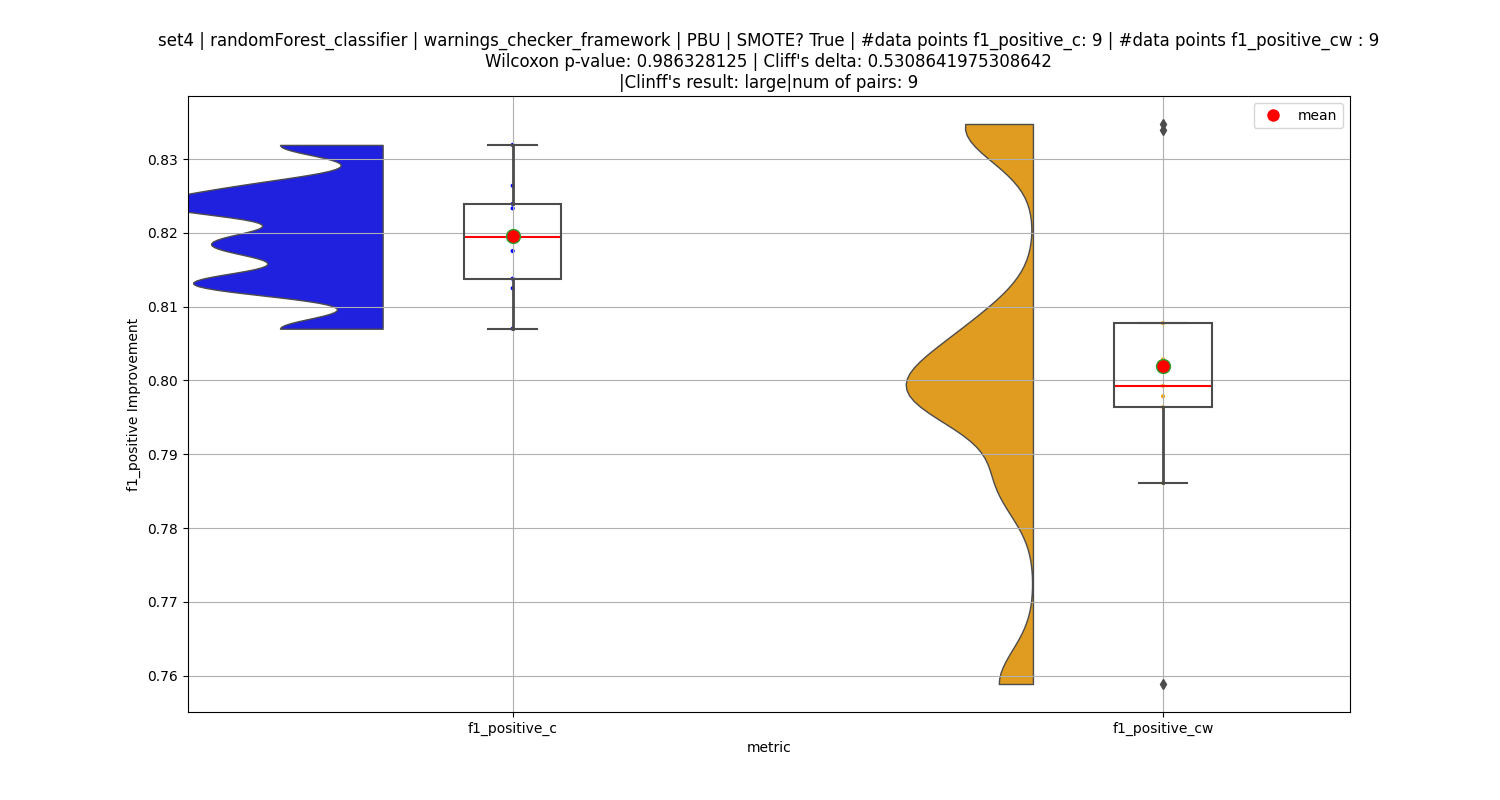 set4 | randomForest_classifier | warnings_checker_framework | PBU | SMOTE? True | #data points f1_positive_c: 9 | #data points f1_positive_cw : 9
Wilcoxon p-value: 0.986328125 | Cliff's delta: 0.5308641975308642
|Clinff's result: large|num of pairs: 9
mean
f1_positive Improvement
0.83
0.82
0.81
0.80
0.79
0.78
0.77
0.76
f1_positive_c
f1_positive_cw
metric